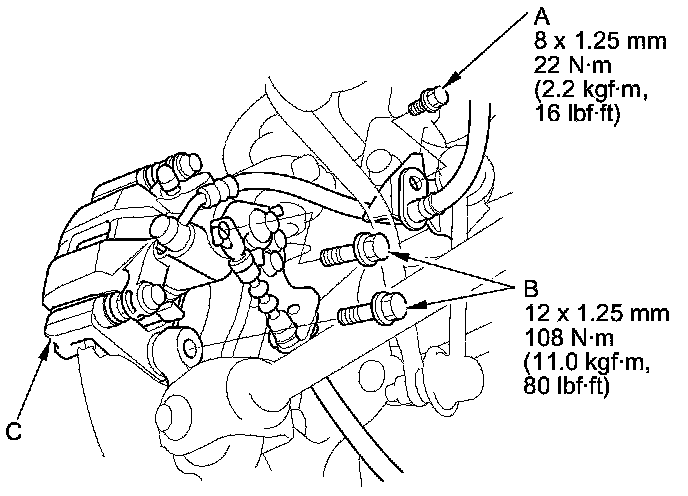 A
8 x 1.25 mm
22 N·m
(2.2 kgf·m,
16 lbf·ft)
B
12 x 1.25 mm
108 N·m
(11.0 kgf·m,
80 lbf·ft)
C